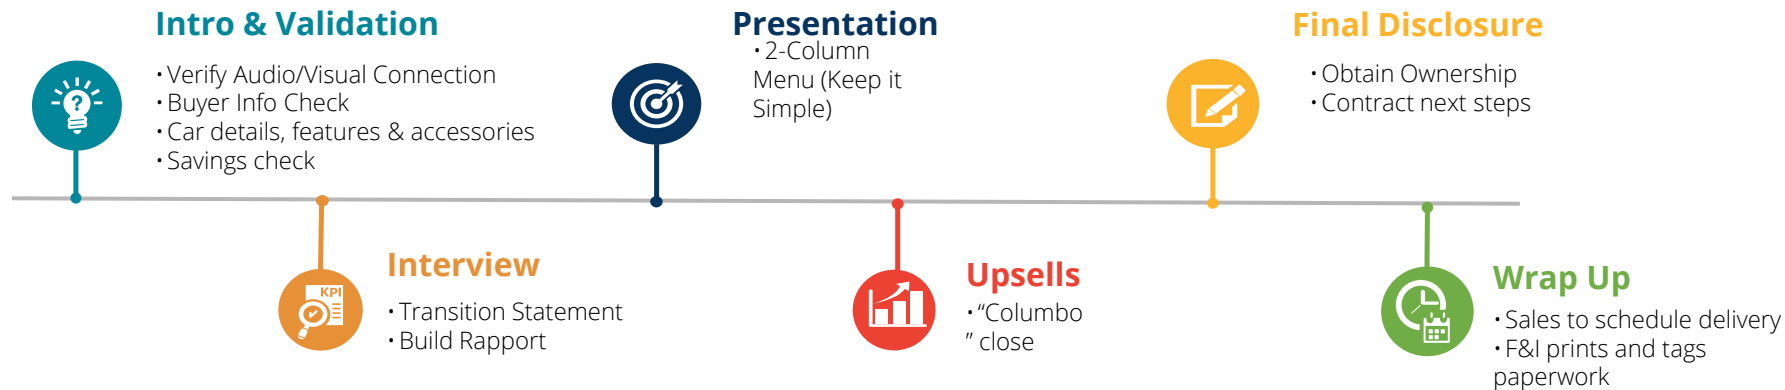 Intro & Validation
• Verify Audio/Visual Connection
• Buyer Info Check
• Car details, features & accessories
• Savings check
?
KPI
Interview
• Transition Statement
• Build Rapport
Presentation
• 2-Column
Menu (Keep it
Simple)
Upsells
• “Columbo
” close
Final Disclosure
• Obtain Ownership
• Contract next steps
Wrap Up
• Sales to schedule delivery
• F&I prints and tags
paperwork